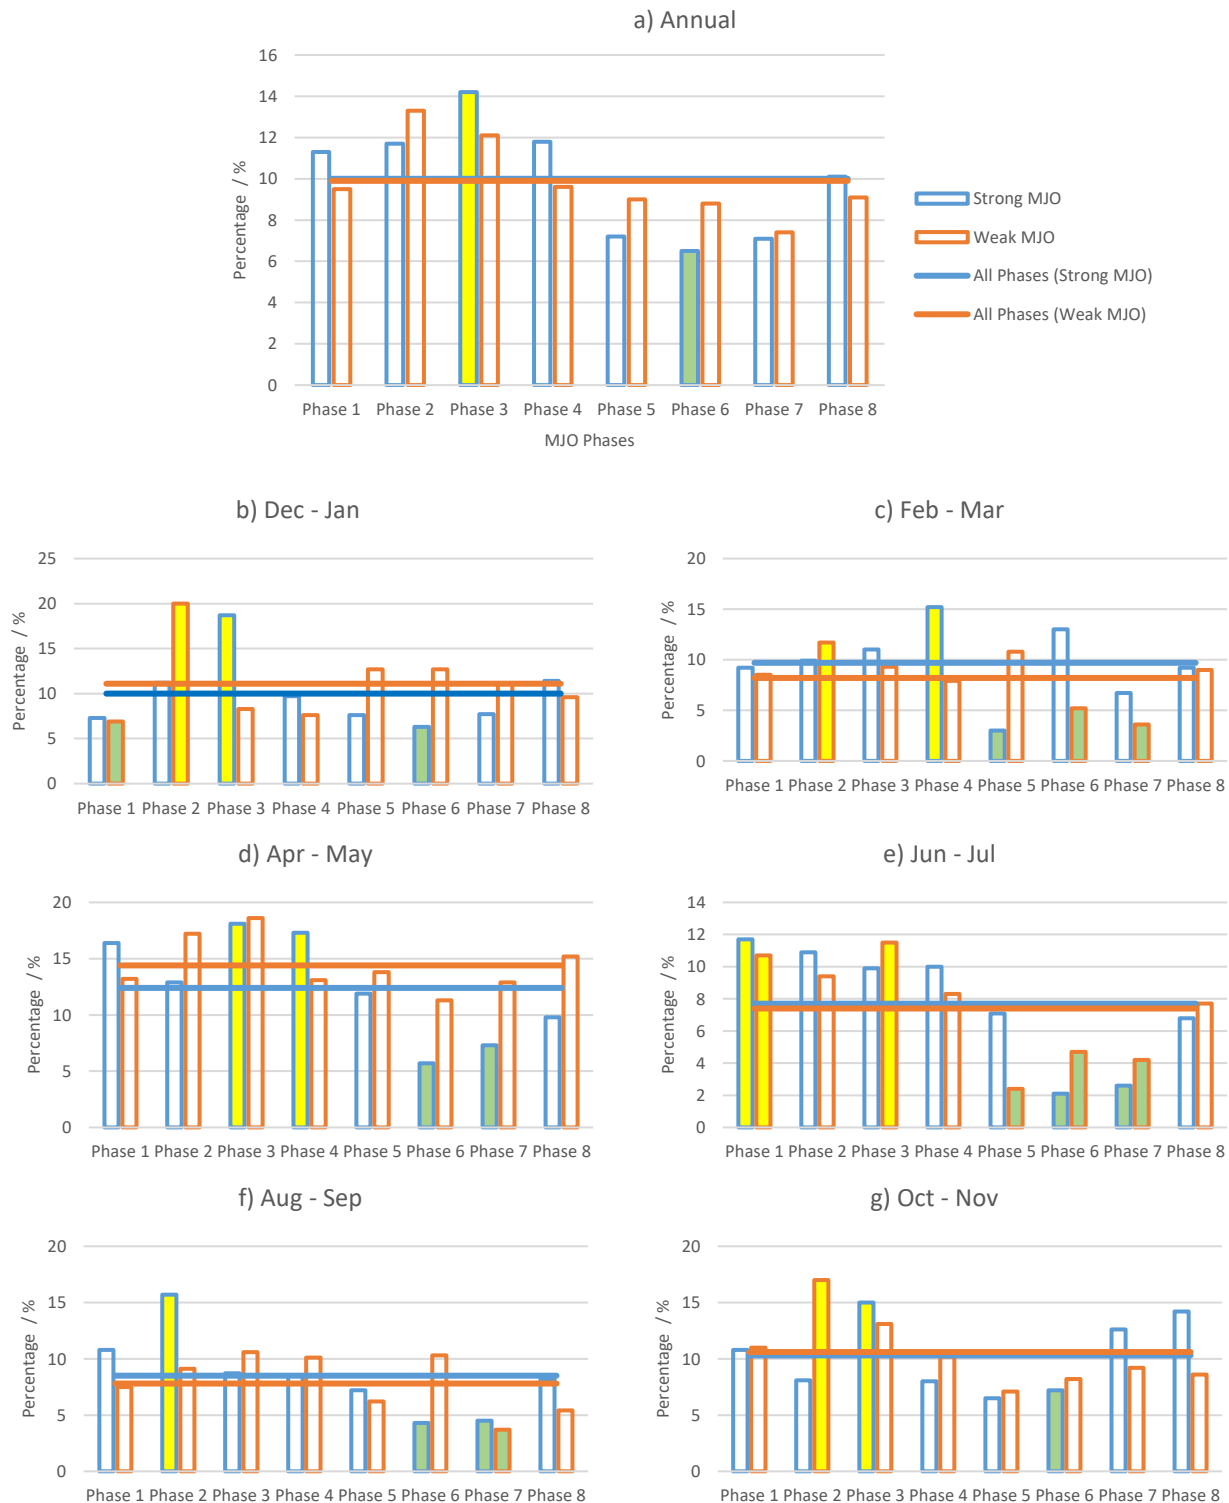 a) Annual
16
14
12
10
8
6
4
2
0
Percentage / %
Phase 1 Phase 2 Phase 3 Phase 4 Phase 5 Phase 6 Phase 7 Phase 8
MJO Phases
Strong MJO
Weak MJO
All Phases (Strong MJO)
All Phases (Weak MJO)
b) Dec - Jan
25
20
15
10
5
0
Percentage / %
Phase 1 Phase 2 Phase 3 Phase 4 Phase 5 Phase 6 Phase 7 Phase 8
c) Feb - Mar
20
15
10
5
0
Percentage / %
Phase 1 Phase 2 Phase 3 Phase 4 Phase 5 Phase 6 Phase 7 Phase 8
d) Apr - May
20
15
10
5
0
Percentage / %
Phase 1 Phase 2 Phase 3 Phase 4 Phase 5 Phase 6 Phase 7 Phase 8
e) Jun - Jul
14
12
10
8
6
4
2
0
Percentage / %
Phase 1 Phase 2 Phase 3 Phase 4 Phase 5 Phase 6 Phase 7 Phase 8
f) Aug - Sep
20
15
10
5
0
Percentage / %
Phase 1 Phase 2 Phase 3 Phase 4 Phase 5 Phase 6 Phase 7 Phase 8
g) Oct - Nov
20
15
10
5
0
Percentage / %
Phase 1 Phase 2 Phase 3 Phase 4 Phase 5 Phase 6 Phase 7 Phase 8